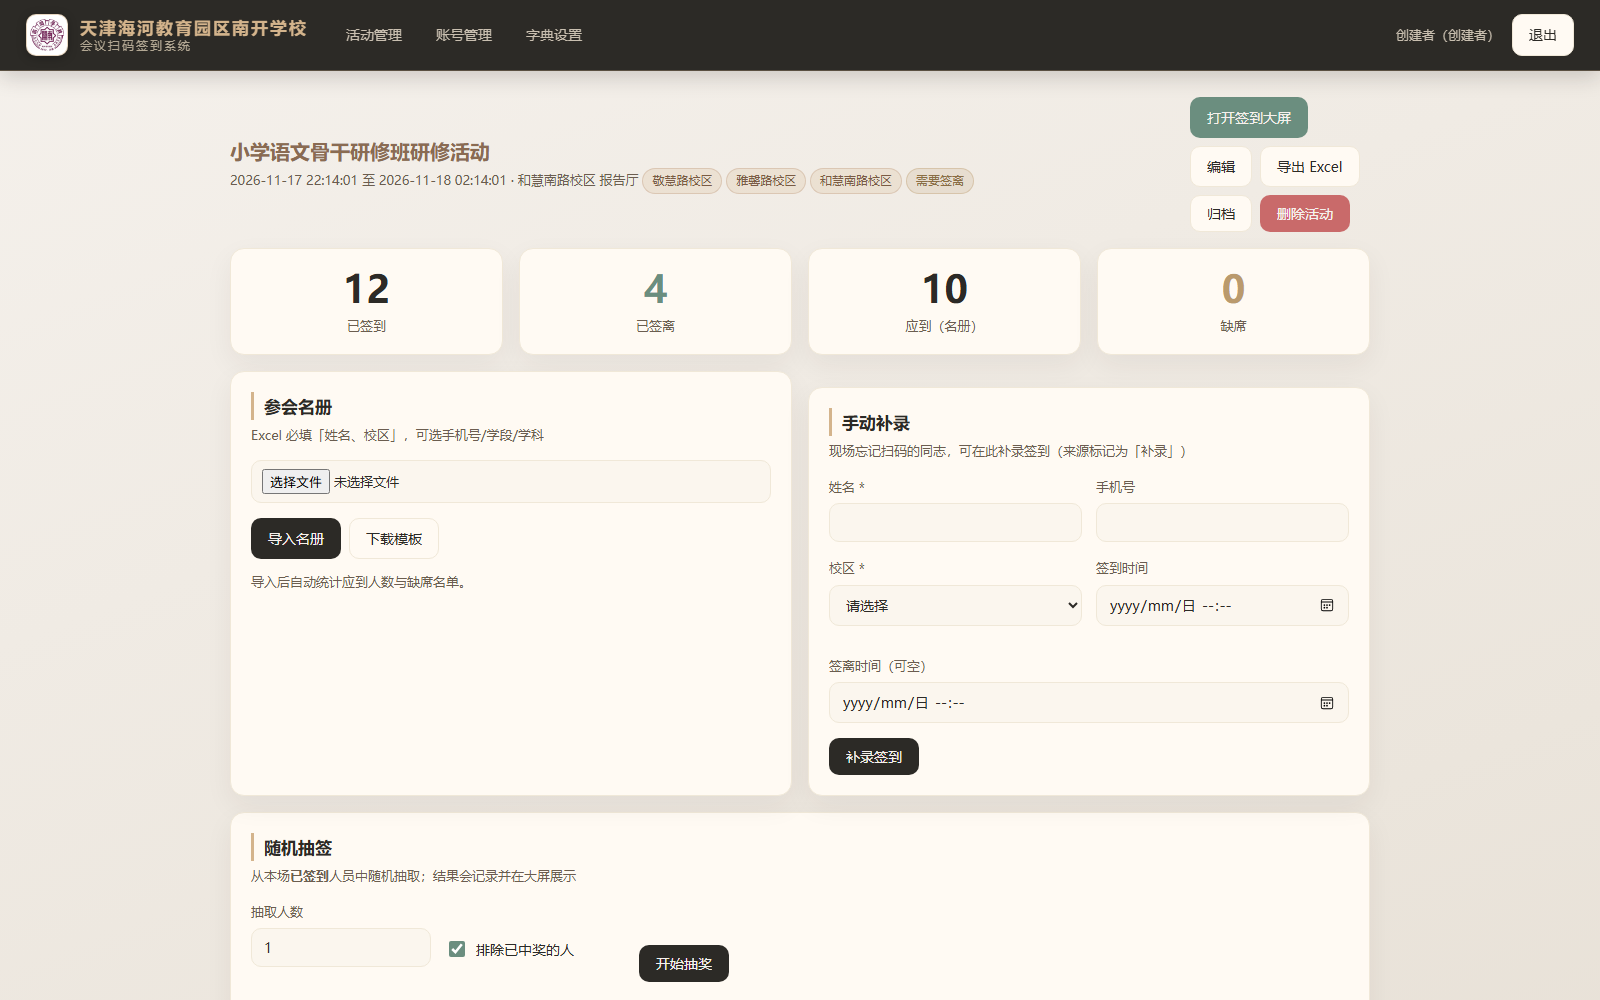 天津海河教育园区南开学校
会议扫码签到系统
活动管理
账号管理
字典设置
创建者（创建者）
退出
打开签到大屏
小学语文骨干研修班研修活动
2026-11-17 22:14:01 至 2026-11-18 02:14:01 · 和慧南路校区 报告厅 敬慧路校区 雅馨路校区 和慧南路校区 需要签离
编辑
导出 Excel
归档
删除活动
12
已签到
4
已签离
10
应到（名册）
0
缺席
参会名册
Excel 必填「姓名、校区」，可选手机号/学段/学科
选择文件 未选择文件
导入名册
下载模板
导入后自动统计应到人数与缺席名单。
手动补录
现场忘记扫码的同志，可在此补录签到（来源标记为「补录」）
姓名 *
手机号
校区 *
签到时间
请选择
yyyy/mm/日 --:--
签离时间（可空）
yyyy/mm/日 --:--
补录签到
随机抽签
从本场已签到人员中随机抽取；结果会记录并在大屏展示
抽取人数
1
排除已中奖的人
开始抽奖